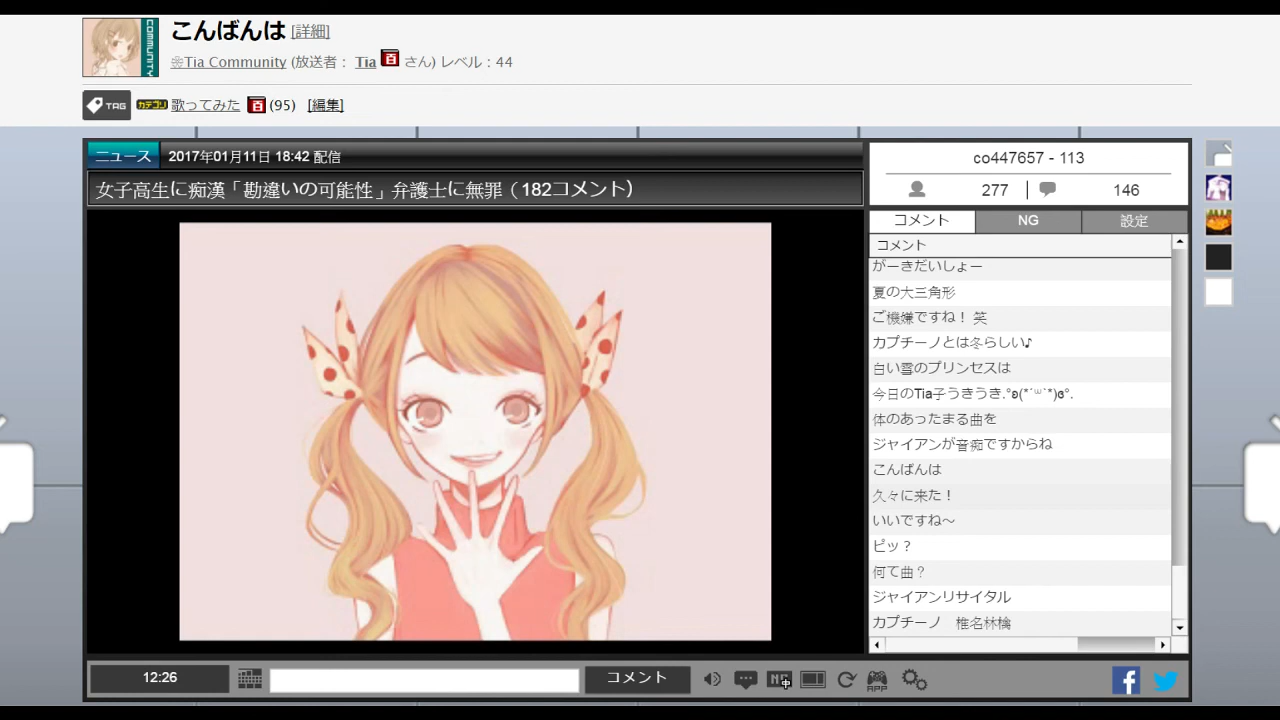 こんばんは [詳細]
COMMUNITY
❀Tia Community (放送者： Tia 百 さん) レベル：44
TAG カテゴリ 歌ってみた 百 (95) [編集]
ニュース 2017年01月11日 18:42 配信
女子高生に痴漢「勘違いの可能性」弁護士に無罪（182コメント）
co447657 - 113
277 | 146
コメント NG 設定
コメント
がーきだいしょー
夏の大三角形
ご機嫌ですね！ 笑
カプチーノとは冬らしい♪
白い雪のプリンセスは
今日のTia子うきうき.°ʚ(*´꒳`*)ɞ°.
体のあったまる曲を
ジャイアンが音痴ですからね
こんばんは
久々に来た！
いいですね～
ピッ？
何て曲？
ジャイアンリサイタル
カプチーノ　椎名林檎
12:26 コメント NG APP